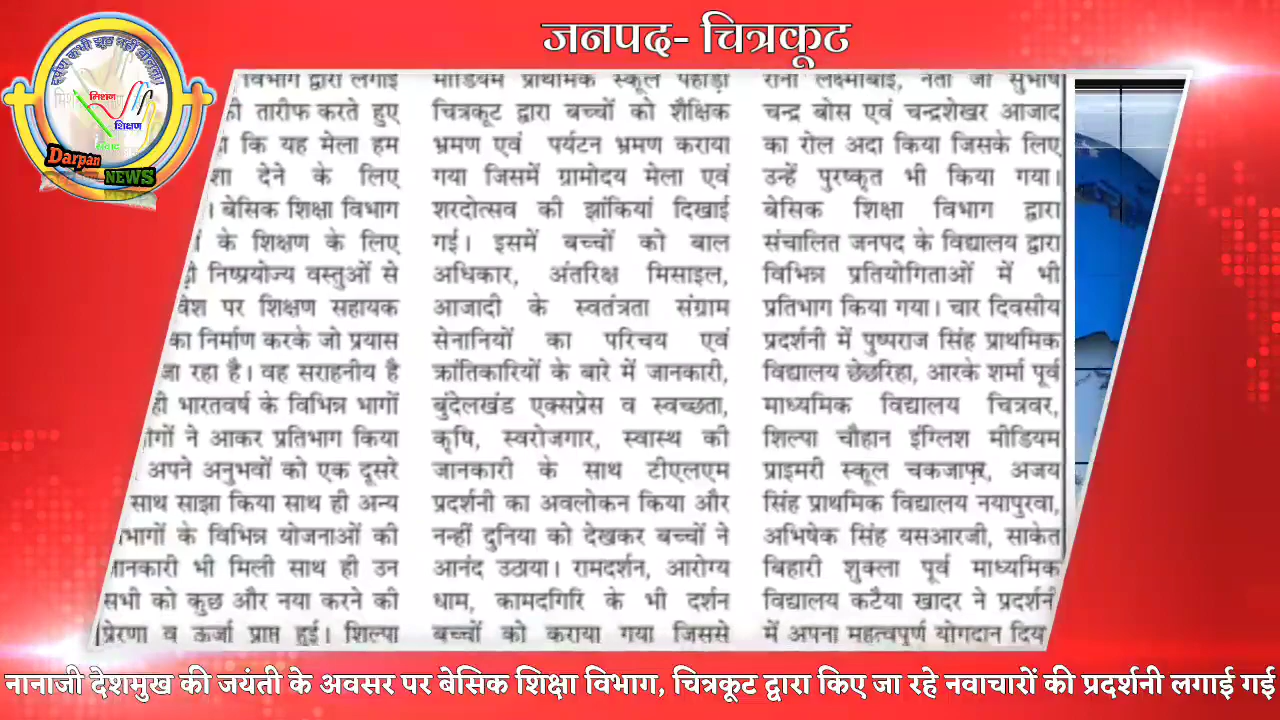 जनपद- चित्रकूट
दर्पण कभी झूठ नहीं बोलता
मिशन
शिक्षण
संवाद
Darpan
NEWS
विभाग द्वारा लगाई
तारीफ करते हुए
कि यह मेला हम
देने के लिए
। बेसिक शिक्षा विभाग
के शिक्षण के लिए
निष्प्रयोज्य वस्तुओं से
पर शिक्षण सहायक
का निर्माण करके जो प्रयास
जा रहा है। वह सराहनीय है
ही भारतवर्ष के विभिन्न भागों
ने आकर प्रतिभाग किया
अपने अनुभवों को एक दूसरे
साथ साझा किया साथ ही अन्य
के विभिन्न योजनाओं की
जानकारी भी मिली साथ ही उन
सभी को कुछ और नया करने की
प्रेरणा व ऊर्जा प्राप्त हुई। शिल्पा
मीडियम प्राथमिक स्कूल पहाड़ी
चित्रकूट द्वारा बच्चों को शैक्षिक
भ्रमण एवं पर्यटन भ्रमण कराया
गया जिसमें ग्रामोदय मेला एवं
शरदोत्सव की झांकियां दिखाई
गई। इसमें बच्चों को बाल
अधिकार, अंतरिक्ष मिसाइल,
आजादी के स्वतंत्रता संग्राम
सेनानियों का परिचय एवं
क्रांतिकारियों के बारे में जानकारी,
बुंदेलखंड एक्सप्रेस व स्वच्छता,
कृषि, स्वरोजगार, स्वास्थ की
जानकारी के साथ टीएलएम
प्रदर्शनी का अवलोकन किया और
नन्हीं दुनिया को देखकर बच्चों ने
आनंद उठाया। रामदर्शन, आरोग्य
धाम, कामदगिरि के भी दर्शन
बच्चों को कराया गया जिससे
रानी लक्ष्मीबाई, नेता जी सुभाष
चन्द्र बोस एवं चन्द्रशेखर आजाद
का रोल अदा किया जिसके लिए
उन्हें पुरष्कृत भी किया गया।
बेसिक शिक्षा विभाग द्वारा
संचालित जनपद के विद्यालय द्वारा
विभिन्न प्रतियोगिताओं में भी
प्रतिभाग किया गया। चार दिवसीय
प्रदर्शनी में पुष्पराज सिंह प्राथमिक
विद्यालय छेछरिहा, आरके शर्मा पूर्व
माध्यमिक विद्यालय चित्रवर,
शिल्पा चौहान इंग्लिश मीडियम
प्राइमरी स्कूल चकजाफर, अजय
सिंह प्राथमिक विद्यालय नयापुरवा,
अभिषेक सिंह यसआरजी, साकेत
बिहारी शुक्ला पूर्व माध्यमिक
विद्यालय कटैया खादर ने प्रदर्शनी
में अपना महत्वपूर्ण योगदान दिय
नानाजी देशमुख की जयंती के अवसर पर बेसिक शिक्षा विभाग, चित्रकूट द्वारा किए जा रहे नवाचारों की प्रदर्शनी लगाई गई